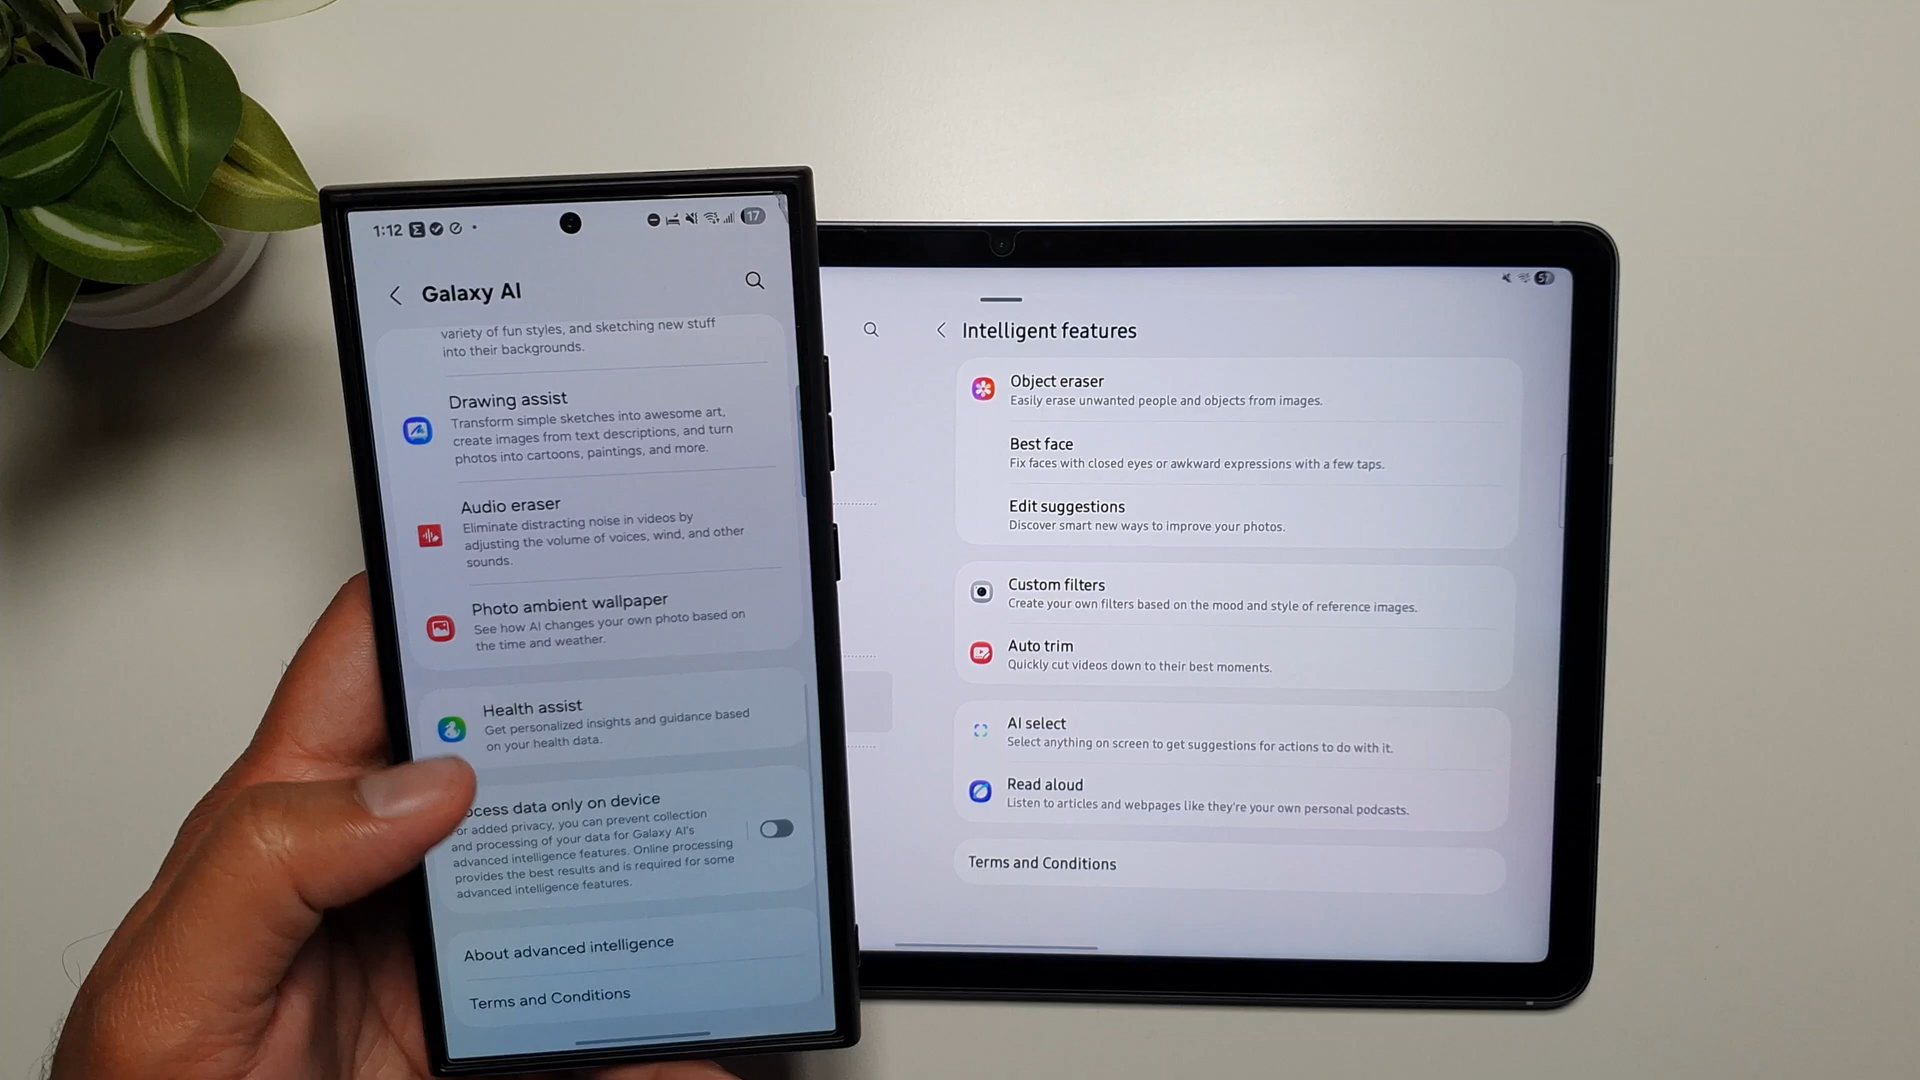 1:12
17
Galaxy AI
variety of fun styles, and sketching new stuff
into their backgrounds.
Drawing assist
Transform simple sketches into awesome art,
create images from text descriptions, and turn
photos into cartoons, paintings, and more.
Audio eraser
Eliminate distracting noise in videos by
adjusting the volume of voices, wind, and other
sounds.
Photo ambient wallpaper
See how AI changes your own photo based on
the time and weather.
Health assist
Get personalized insights and guidance based
on your health data.
ocess data only on device
or added privacy, you can prevent collection
and processing of your data for Galaxy AI's
advanced intelligence features. Online processing
provides the best results and is required for some
advanced intelligence features.
About advanced intelligence
Terms and Conditions
57
Intelligent features
Object eraser
Easily erase unwanted people and objects from images.
Best face
Fix faces with closed eyes or awkward expressions with a few taps.
Edit suggestions
Discover smart new ways to improve your photos.
Custom filters
Create your own filters based on the mood and style of reference images.
Auto trim
Quickly cut videos down to their best moments.
AI select
Select anything on screen to get suggestions for actions to do with it.
Read aloud
Listen to articles and webpages like they're your own personal podcasts.
Terms and Conditions